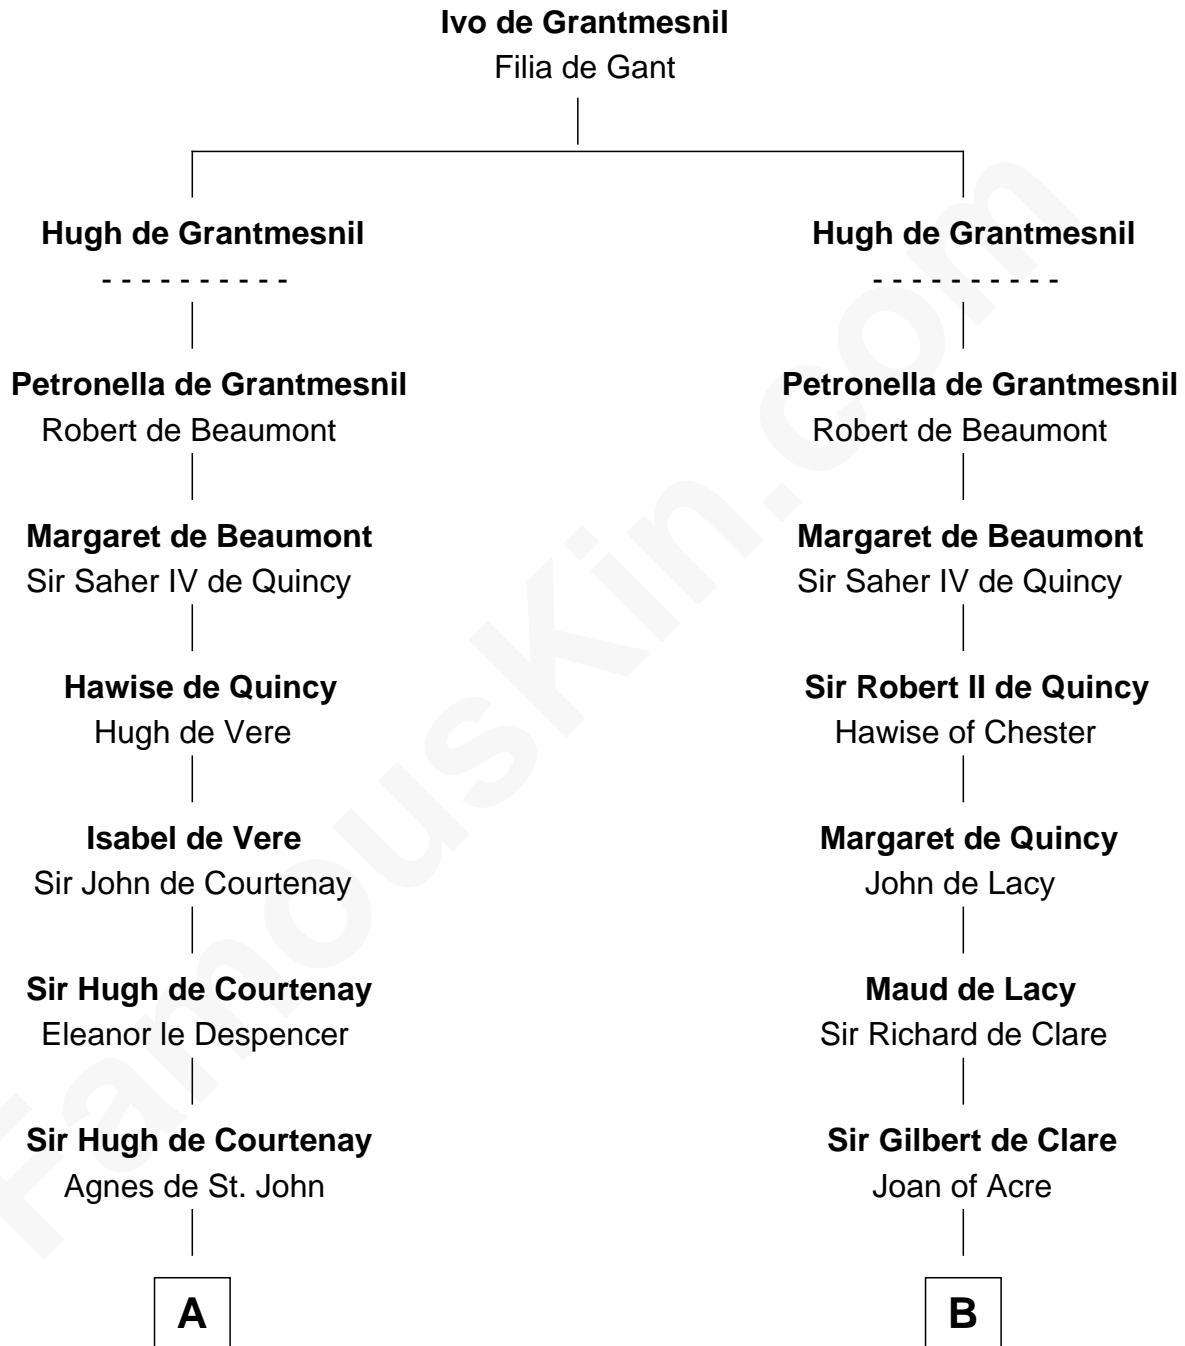 Ivo de Grantmesnil
Filia de Gant
Hugh de Grantmesnil
- - - - - - - - - -
Petronella de Grantmesnil
Robert de Beaumont
Margaret de Beaumont
Sir Saher IV de Quincy
Hawise de Quincy
Hugh de Vere
Isabel de Vere
Sir John de Courtenay
Sir Hugh de Courtenay
Eleanor le Despencer
Sir Hugh de Courtenay
Agnes de St. John
A
Hugh de Grantmesnil
- - - - - - - - - -
Petronella de Grantmesnil
Robert de Beaumont
Margaret de Beaumont
Sir Saher IV de Quincy
Sir Robert II de Quincy
Hawise of Chester
Margaret de Quincy
John de Lacy
Maud de Lacy
Sir Richard de Clare
Sir Gilbert de Clare
Joan of Acre
B
FamousKin.com